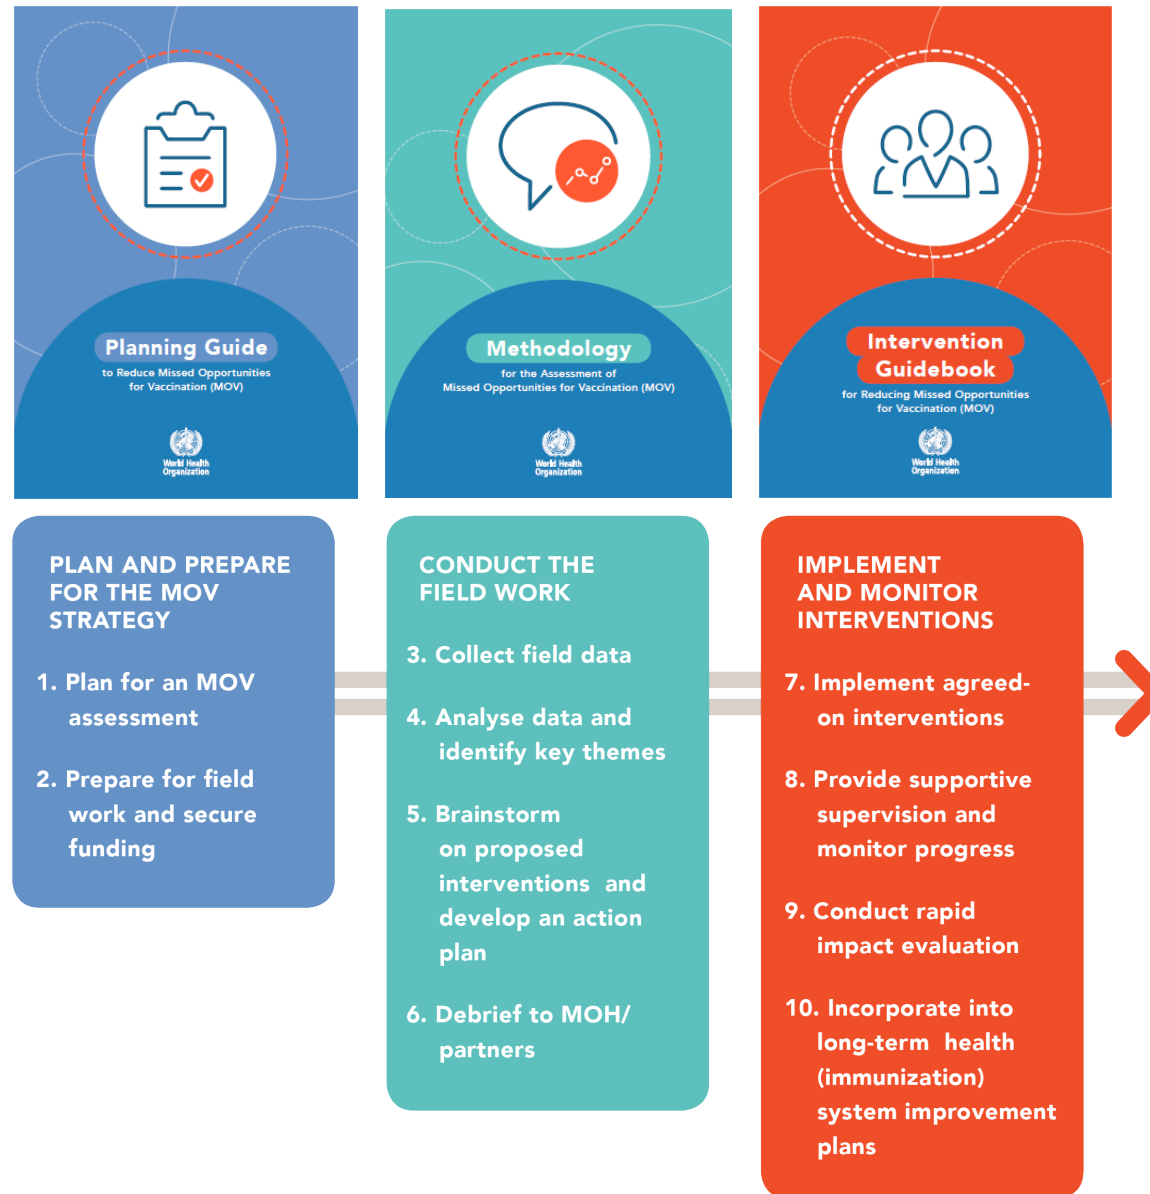 Planning Guide
to Reduce Missed Opportunities
for Vaccination (MOV)
World Health
Organization
Methodology
for the Assessment of
Missed Opportunities for Vaccination (MOV)
World Health
Organization
Intervention
Guidebook
for Reducing Missed Opportunities
for Vaccination (MOV)
World Health
Organization
PLAN AND PREPARE
FOR THE MOV
STRATEGY
1. Plan for an MOV
assessment
2. Prepare for field
work and secure
funding
CONDUCT THE
FIELD WORK
3. Collect field data
4. Analyse data and
identify key themes
5. Brainstorm
on proposed
interventions and
develop an action
plan
6. Debrief to MOH/
partners
IMPLEMENT
AND MONITOR
INTERVENTIONS
7. Implement agreed-
on interventions
8. Provide supportive
supervision and
monitor progress
9. Conduct rapid
impact evaluation
10. Incorporate into
long-term health
(immunization)
system improvement
plans